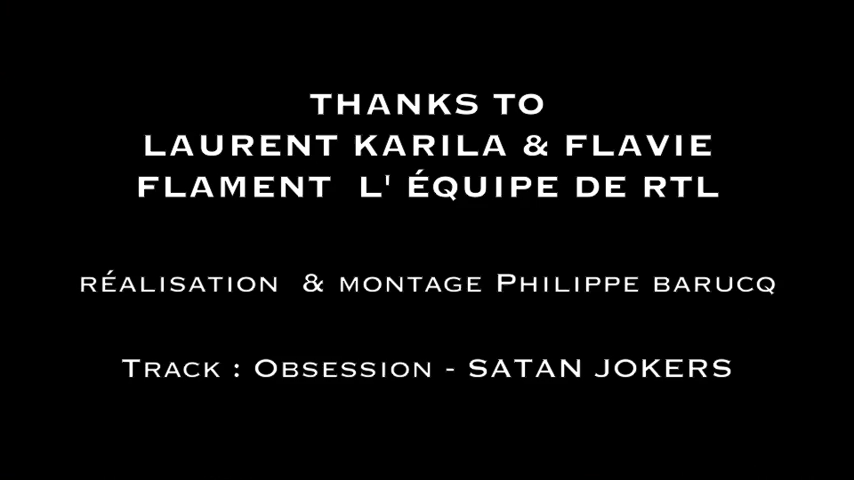 THANKS TO
LAURENT KARILA & FLAVIE
FLAMENT L' ÉQUIPE DE RTL
RÉALISATION & MONTAGE PHILIPPE BARUCQ
TRACK : OBSESSION - SATAN JOKERS